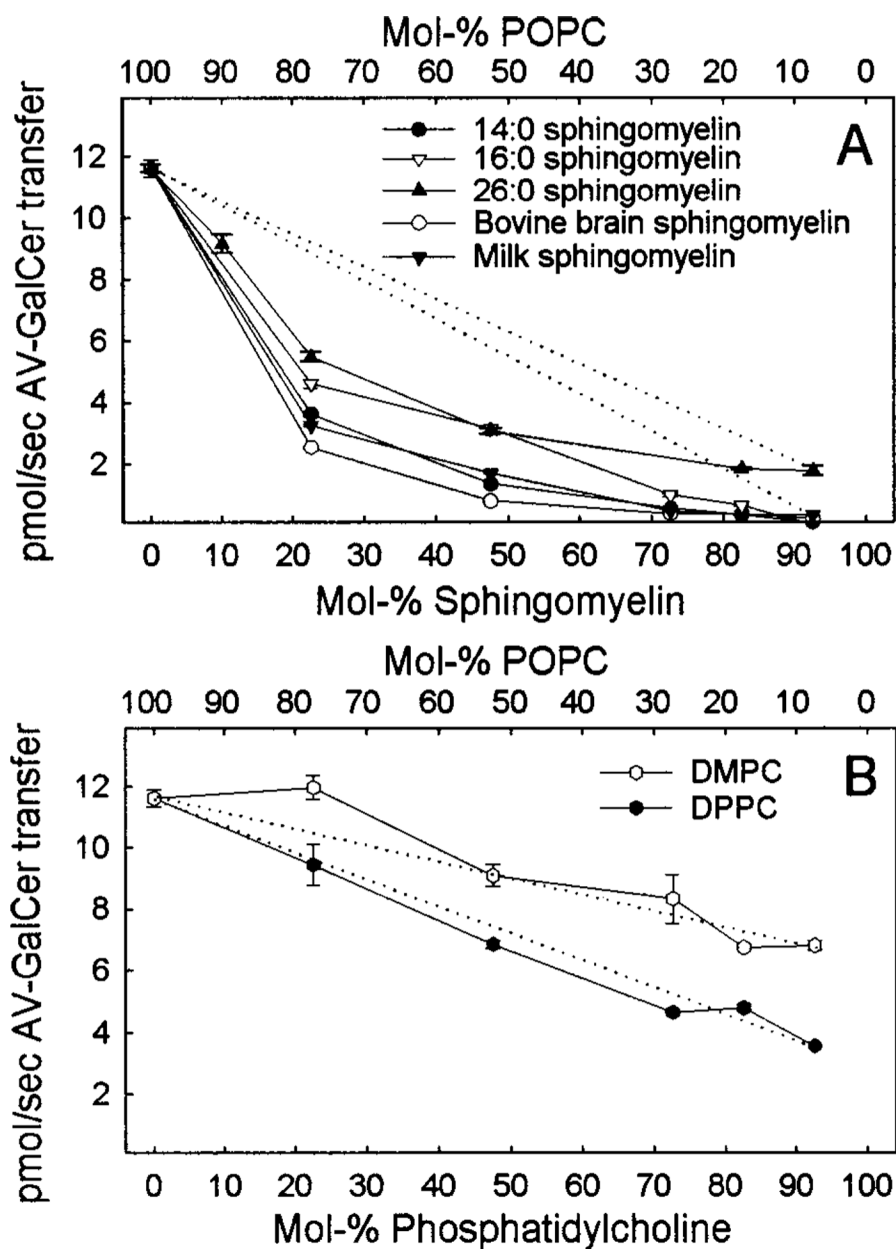 Mol-% POPC
100 90 80 70 60 50 40 30 20 10 0
A
14:0 sphingomyelin
16:0 sphingomyelin
26:0 sphingomyelin
Bovine brain sphingomyelin
Milk sphingomyelin
pmol/sec AV-GalCer transfer
12
10
8
6
4
2
0 10 20 30 40 50 60 70 80 90 100
Mol-% Sphingomyelin
Mol-% POPC
100 90 80 70 60 50 40 30 20 10 0
B
DMPC
DPPC
pmol/sec AV-GalCer transfer
12
10
8
6
4
2
0 10 20 30 40 50 60 70 80 90 100
Mol-% Phosphatidylcholine